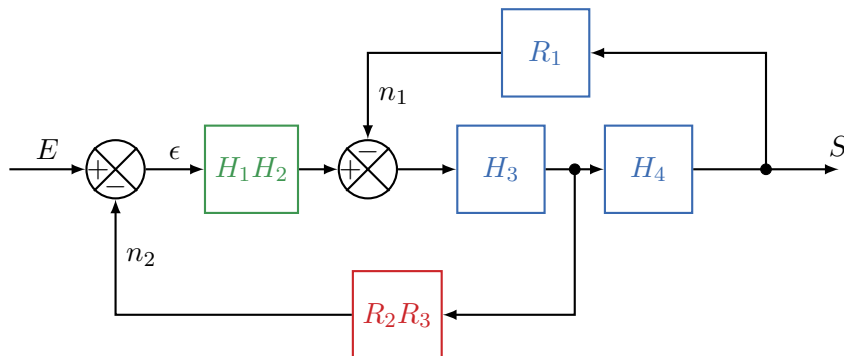 R₁
n₁
E
+
−
ϵ
H₁H₂
+
−
H₃
H₄
S
n₂
R₂R₃